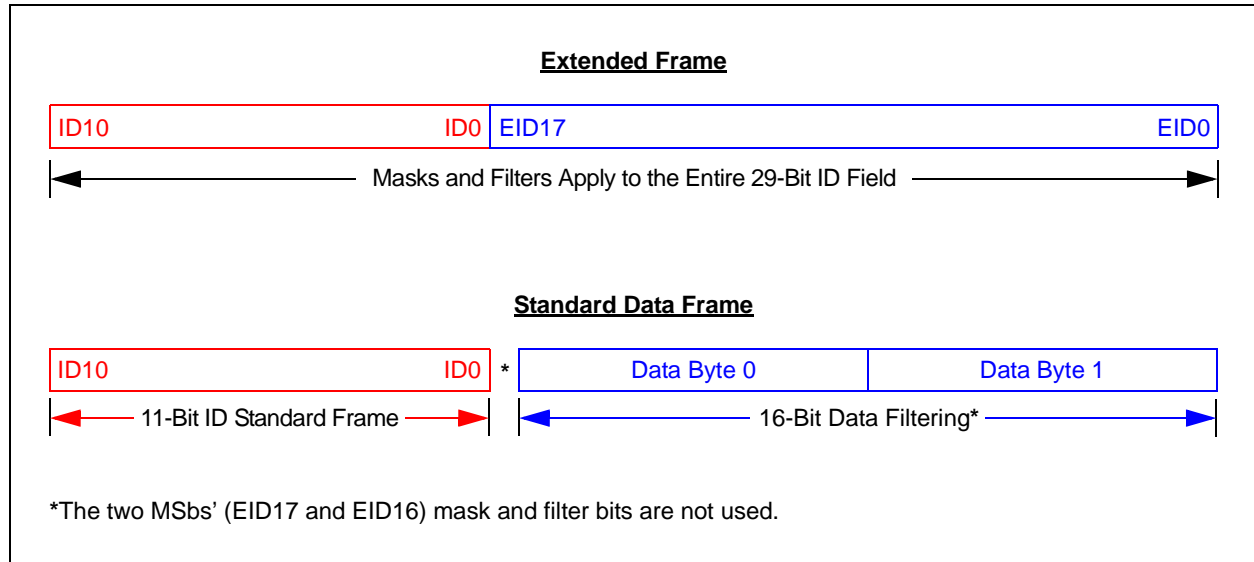 Extended Frame
ID10 ID0 EID17 EID0
Masks and Filters Apply to the Entire 29-Bit ID Field
Standard Data Frame
ID10 ID0 * Data Byte 0 Data Byte 1
11-Bit ID Standard Frame 16-Bit Data Filtering*
*The two MSbs’ (EID17 and EID16) mask and filter bits are not used.